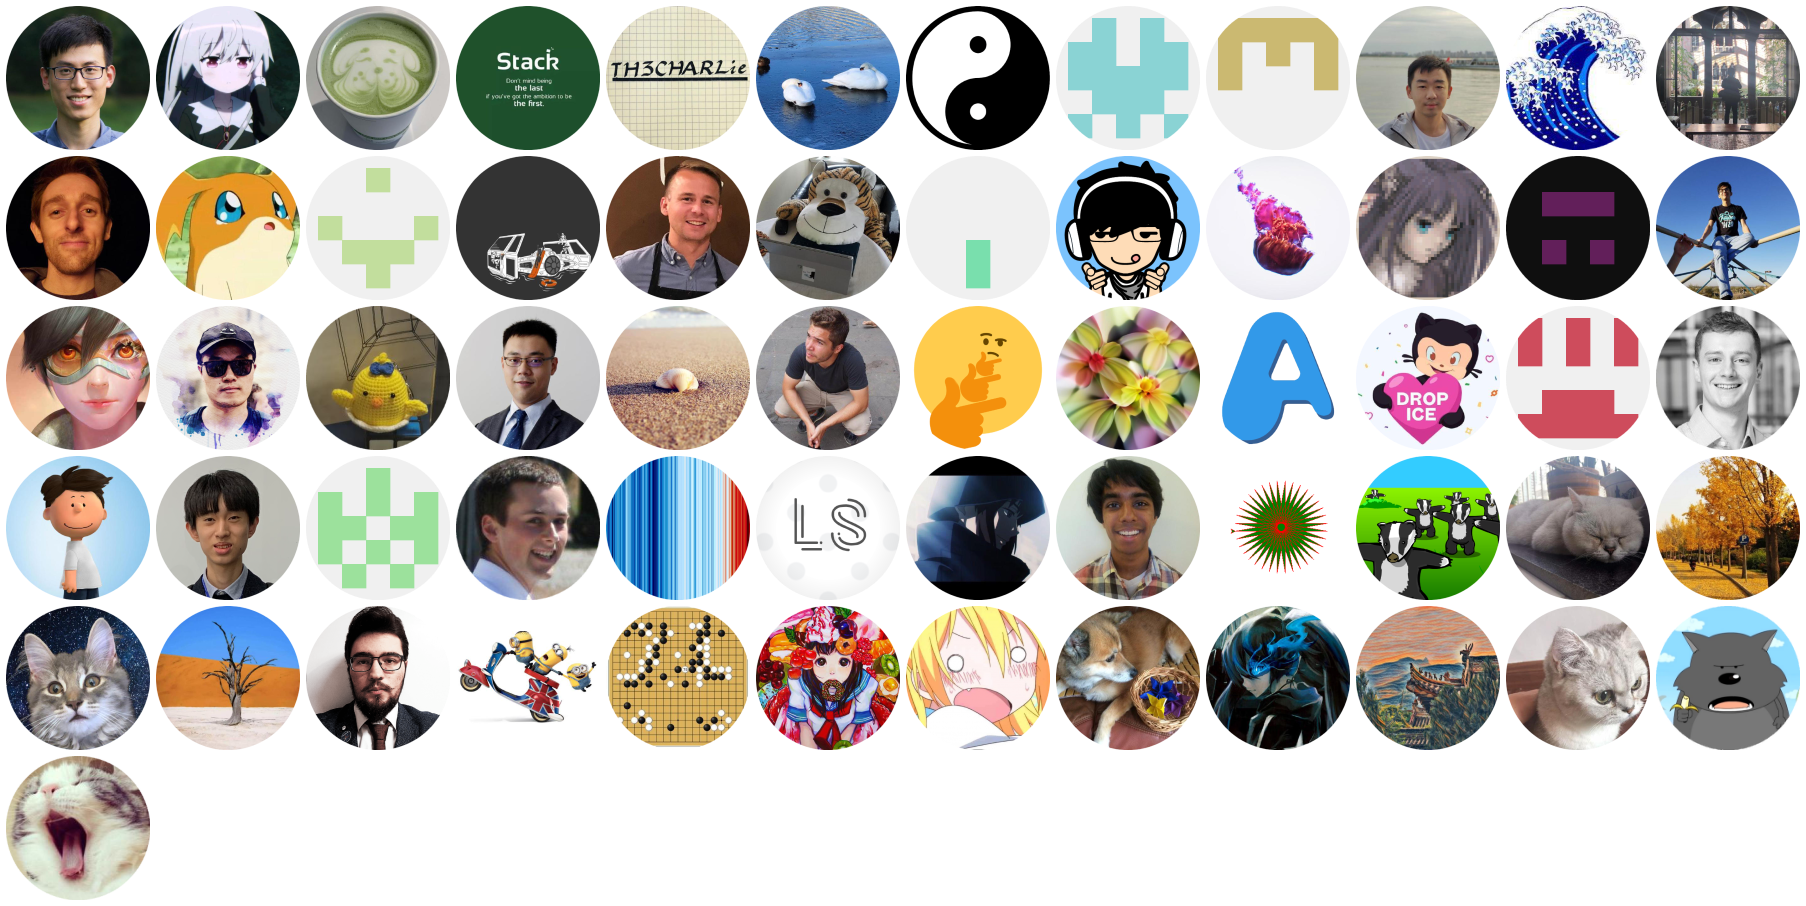 Stack
Don't mind being
the last
if you've got the ambition to be
the first.
TH3CHARLie
DROP
ICE
LS